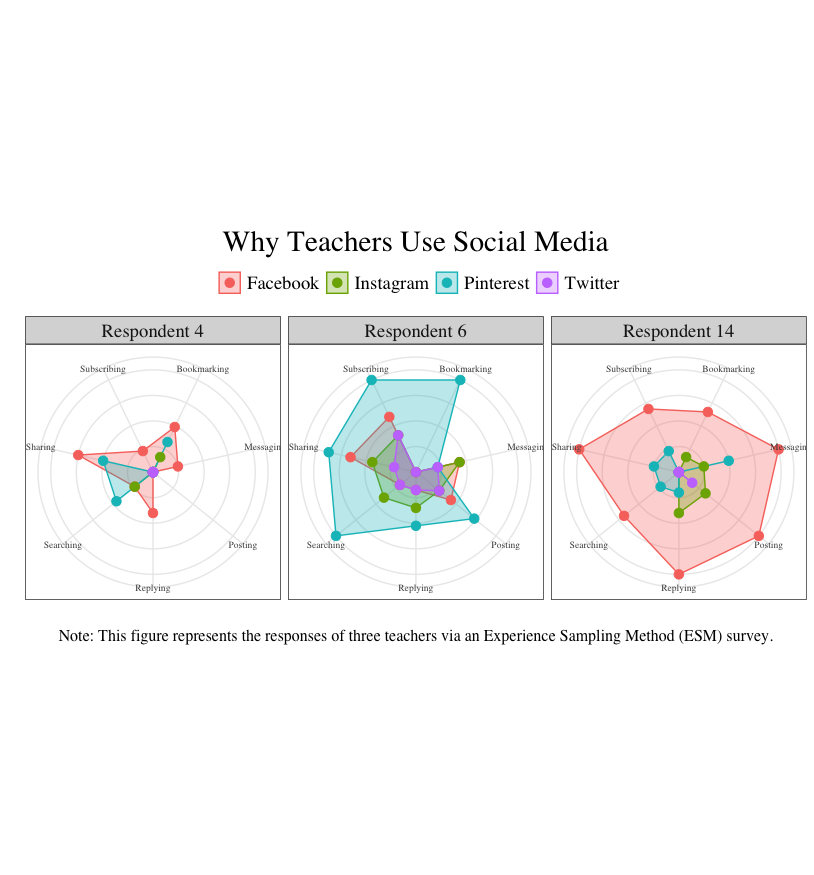 Why Teachers Use Social Media
Facebook Instagram Pinterest Twitter
Respondent 4 Respondent 6 Respondent 14
Subscribing Bookmarking Subscribing Bookmarking Subscribing Bookmarking
Sharing Messagin Sharing Messagin Sharing Messagin
Searching Posting Searching Posting Searching Posting
Replying Replying Replying
Note: This figure represents the responses of three teachers via an Experience Sampling Method (ESM) survey.